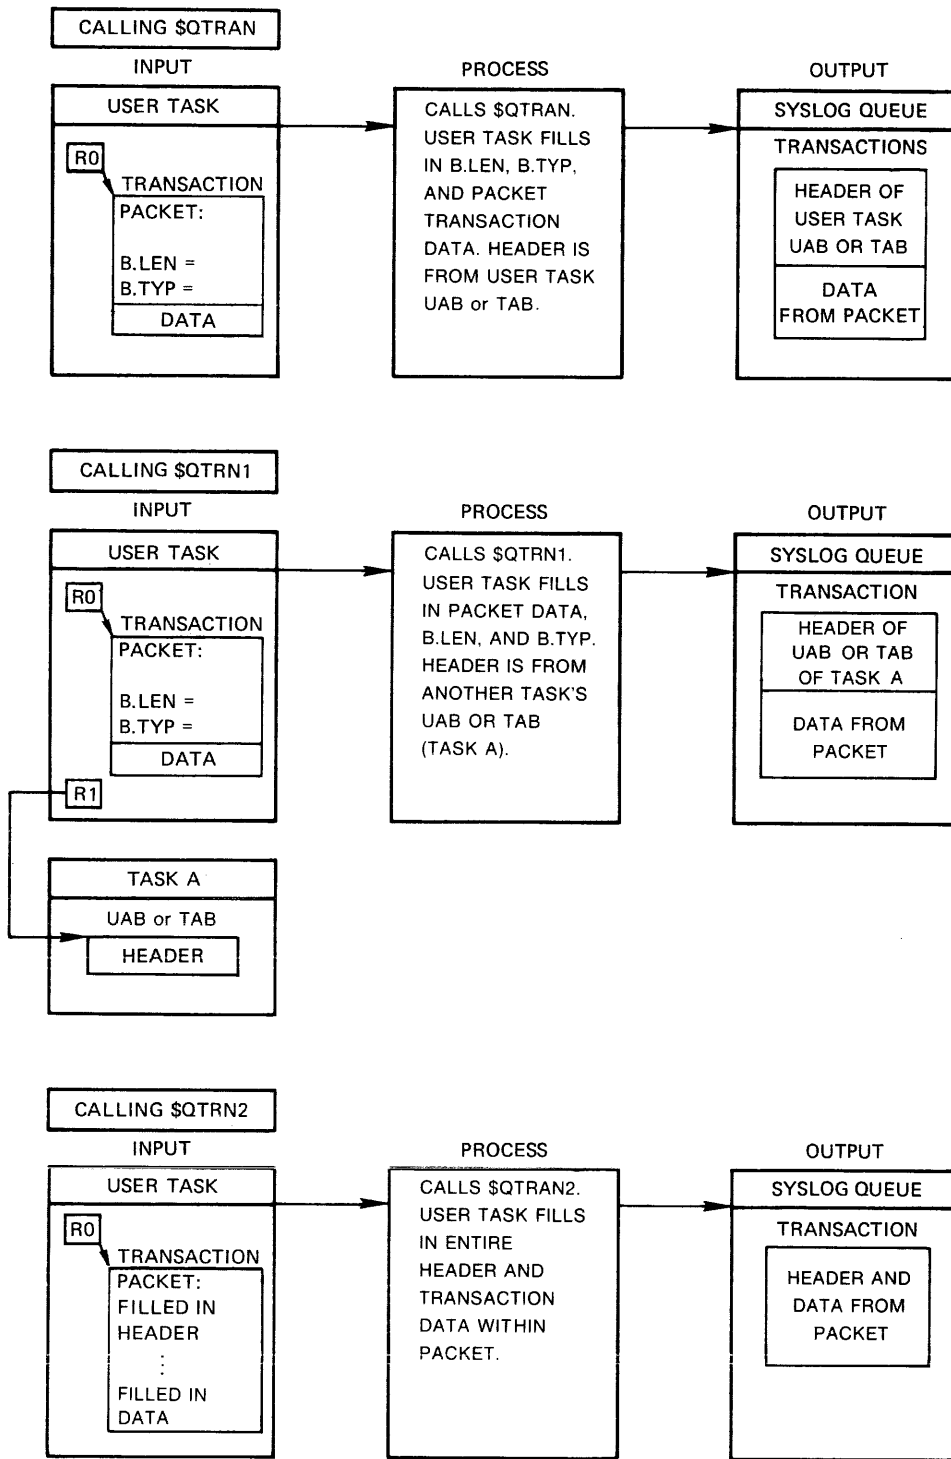 CALLING $QTRAN
INPUT
PROCESS
OUTPUT
USER TASK
R0
TRANSACTION
PACKET:
B.LEN =
B.TYP =
DATA
CALLS $QTRAN.
USER TASK FILLS
IN B.LEN, B.TYP,
AND PACKET
TRANSACTION
DATA. HEADER IS
FROM USER TASK
UAB or TAB.
SYSLOG QUEUE
TRANSACTIONS
HEADER OF
USER TASK
UAB OR TAB
DATA
FROM PACKET
CALLING $QTRN1
INPUT
PROCESS
OUTPUT
USER TASK
R0
TRANSACTION
PACKET:
B.LEN =
B.TYP =
DATA
R1
CALLS $QTRN1.
USER TASK FILLS
IN PACKET DATA,
B.LEN, AND B.TYP.
HEADER IS FROM
ANOTHER TASK'S
UAB OR TAB
(TASK A).
SYSLOG QUEUE
TRANSACTION
HEADER OF
UAB OR TAB
OF TASK A
DATA FROM
PACKET
TASK A
UAB or TAB
HEADER
CALLING $QTRN2
INPUT
PROCESS
OUTPUT
USER TASK
R0
TRANSACTION
PACKET:
FILLED IN
HEADER
⋮
FILLED IN
DATA
CALLS $QTRAN2.
USER TASK FILLS
IN ENTIRE
HEADER AND
TRANSACTION
DATA WITHIN
PACKET.
SYSLOG QUEUE
TRANSACTION
HEADER AND
DATA FROM
PACKET